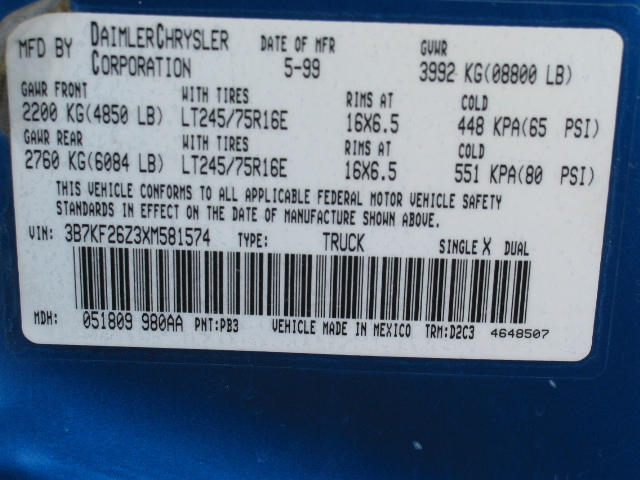 MFD BY DAIMLERCHRYSLER CORPORATION DATE OF MFR 5-99 GVWR 3992 KG(08800 LB)
GAWR FRONT WITH TIRES RIMS AT COLD
2200 KG(4850 LB) LT245/75R16E 16X6.5 448 KPA(65 PSI)
GAWR REAR WITH TIRES RIMS AT COLD
2760 KG(6084 LB) LT245/75R16E 16X6.5 551 KPA(80 PSI)
THIS VEHICLE CONFORMS TO ALL APPLICABLE FEDERAL MOTOR VEHICLE SAFETY
STANDARDS IN EFFECT ON THE DATE OF MANUFACTURE SHOWN ABOVE.
VIN: 3B7KF26Z3XM581574 TYPE: TRUCK SINGLE X DUAL
MDH: 051809 980AA PNT:PB3 VEHICLE MADE IN MEXICO TRM:D2C3 4648507